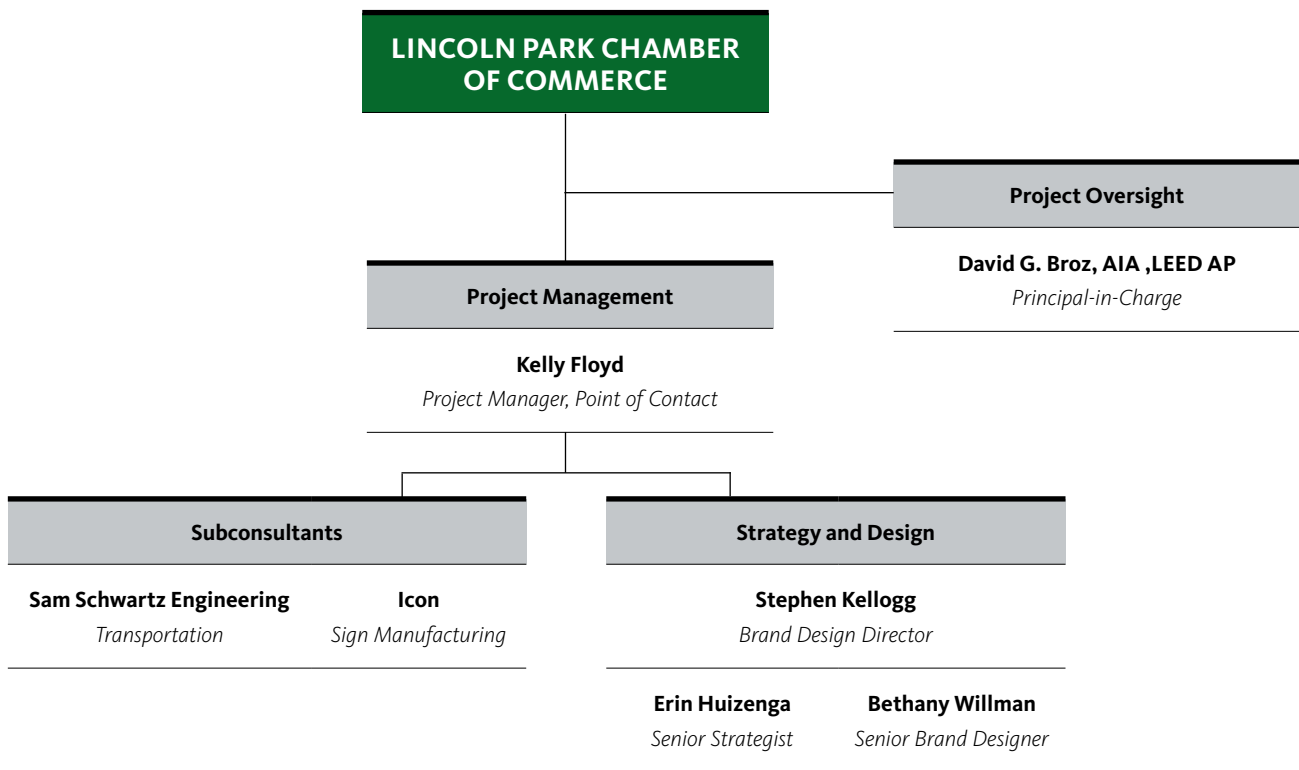 LINCOLN PARK CHAMBER
OF COMMERCE
Project Oversight
David G. Broz, AIA ,LEED AP
Principal-in-Charge
Project Management
Kelly Floyd
Project Manager, Point of Contact
Subconsultants
Sam Schwartz Engineering
Transportation
Icon
Sign Manufacturing
Strategy and Design
Stephen Kellogg
Brand Design Director
Erin Huizenga
Senior Strategist
Bethany Willman
Senior Brand Designer